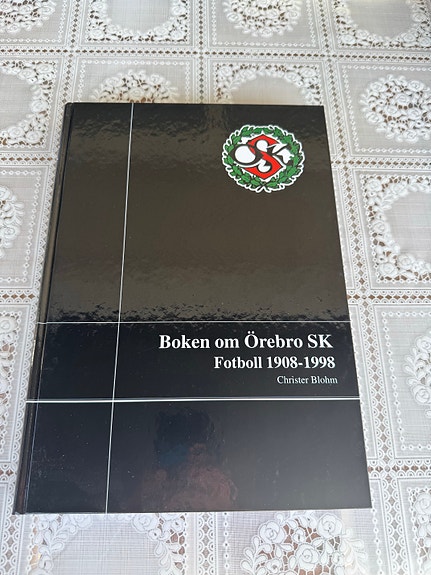 ÖSK
Boken om Örebro SK
Fotboll 1908-1998
Christer Blohm